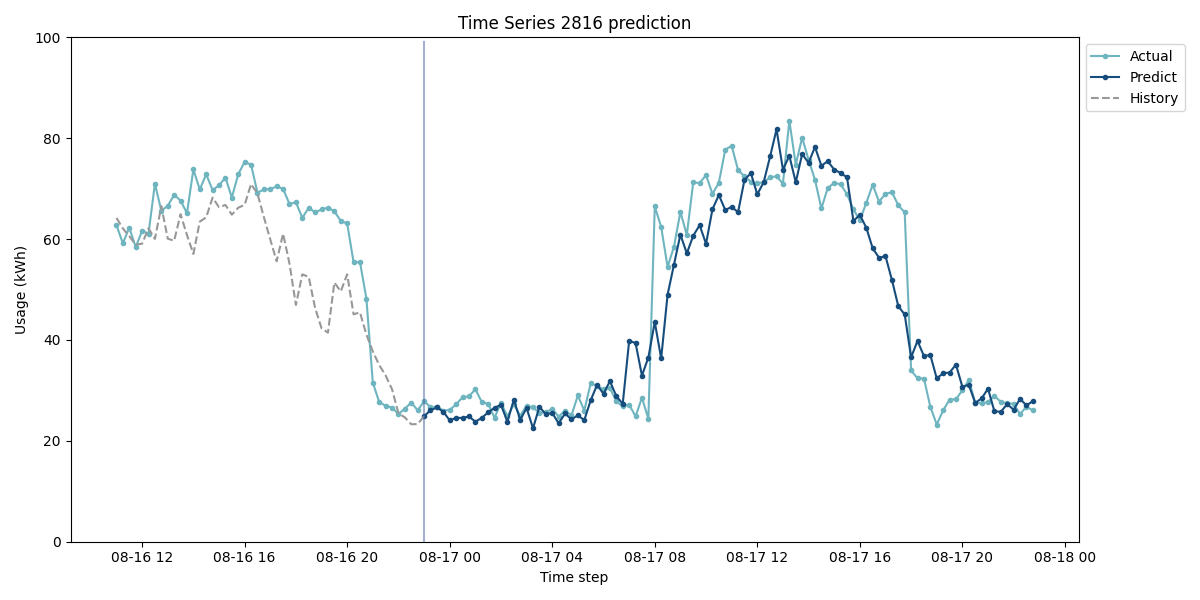 Time Series 2816 prediction
100
80
60
40
20
0
Usage (kWh)
08-16 12
08-16 16
08-16 20
08-17 00
08-17 04
08-17 08
08-17 12
08-17 16
08-17 20
08-18 00
Time step
Actual
Predict
History